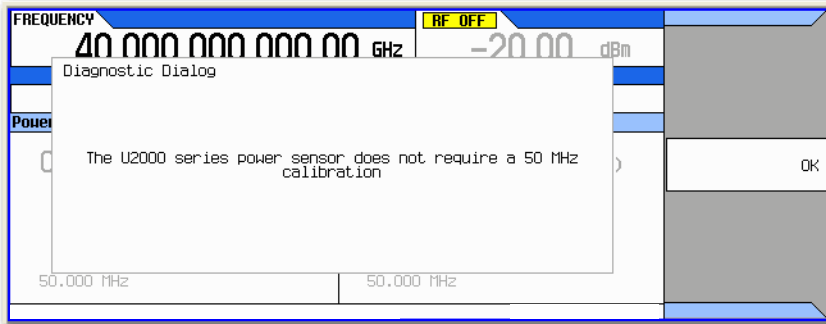 FREQUENCY
RF OFF
40.000 000 000 00 GHz
-20.00 dBm
Diagnostic Dialog
Power
The U2000 series power sensor does not require a 50 MHz
calibration
OK
50.000 MHz
50.000 MHz